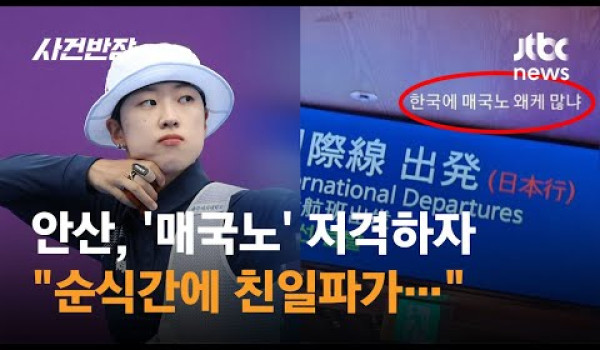 사건반장
jtbc
news
한국에 매국노 왜케 많냐
際線 出発 (日本行)
ernational Departures
안산, '매국노' 저격하자
"순식간에 친일파가…"